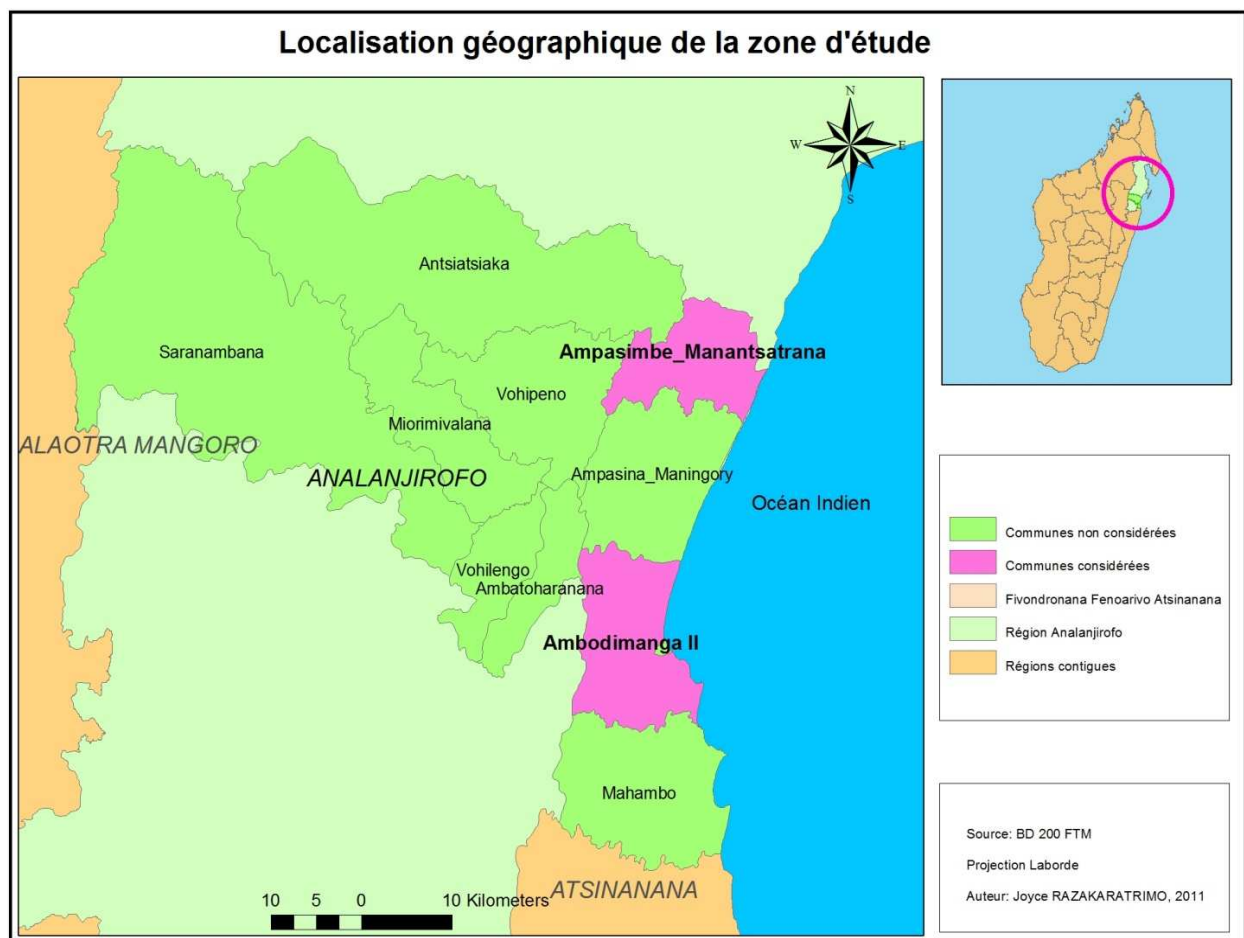 Localisation géographique de la zone d'étude
N
W
E
S
Antsiatsiaka
Saranambana
Ampasimbe_Manantsatrana
Vohipeno
Miorimivalana
ALAOTRA MANGORO
ANALANJIROFO
Ampasina_Maningory
Océan Indien
Vohilengo
Ambatoharanana
Ambodimanga II
Mahambo
ATSINANANA
10 5 0 10 Kilometers
Communes non considérées
Communes considérées
Fivondronana Fenoarivo Atsinanana
Région Analanjirofo
Régions contigues
Source: BD 200 FTM
Projection Laborde
Auteur: Joyce RAZAKARATRIMO, 2011